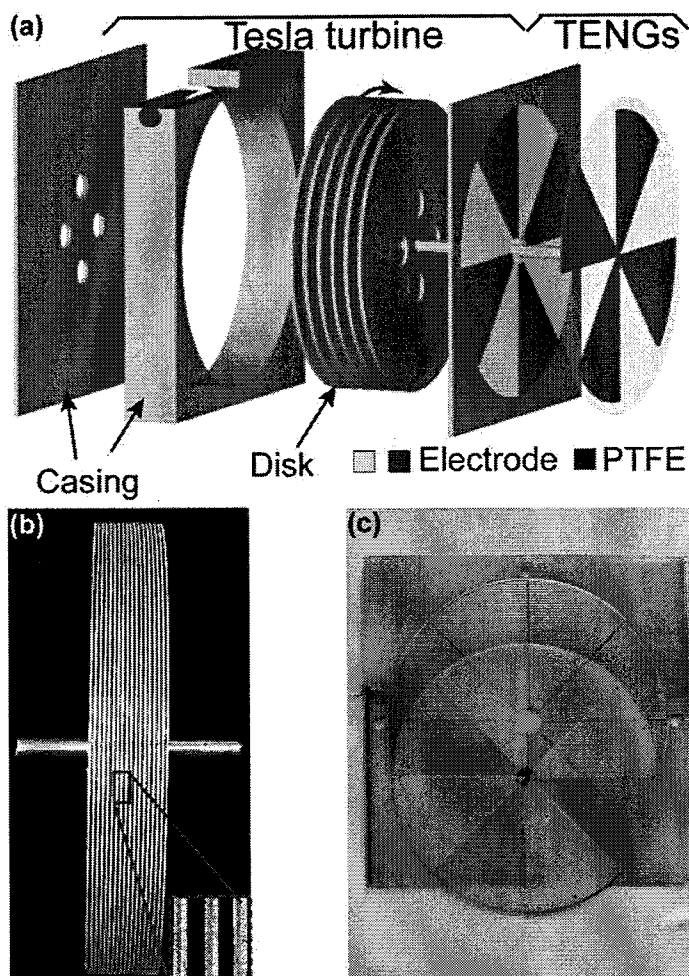 (a)
Tesla turbine TENGs
Casing
Disk
Electrode PTFE
(b)
(c)